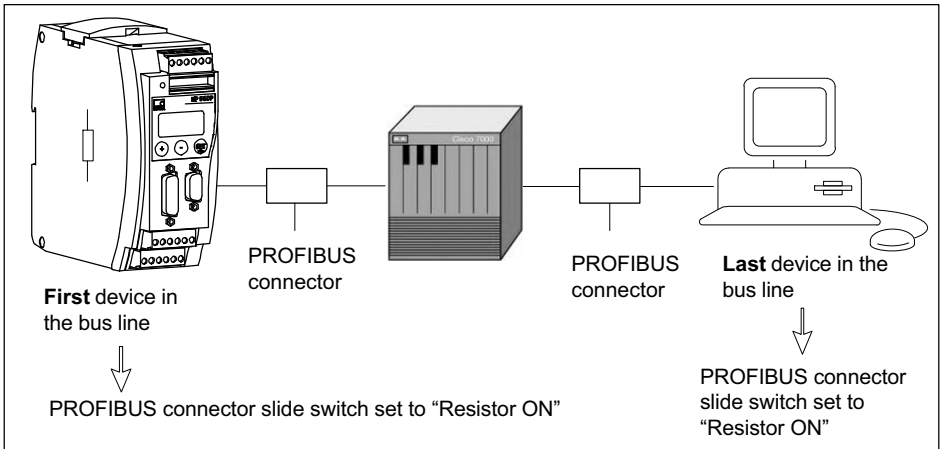 Cisco 7000
PROFIBUS
connector
PROFIBUS
connector
First device in
the bus line
Last device in the
bus line
PROFIBUS connector slide switch set to “Resistor ON”
PROFIBUS connector
slide switch set to
“Resistor ON”